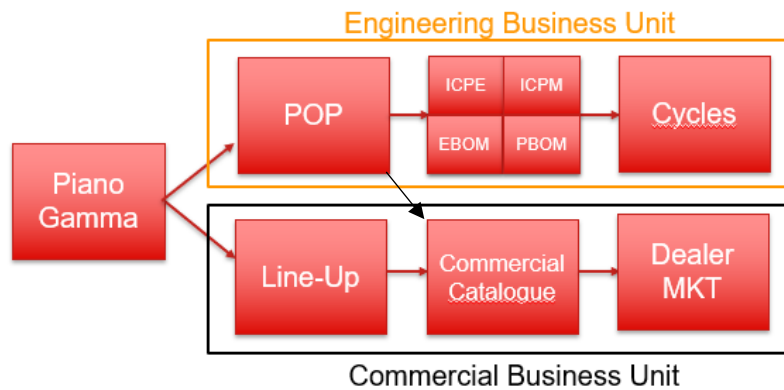 Engineering Business Unit
POP
ICPE
ICPM
EBOM
PBOM
Cycles
Piano
Gamma
Line-Up
Commercial
Catalogue
Dealer
MKT
Commercial Business Unit